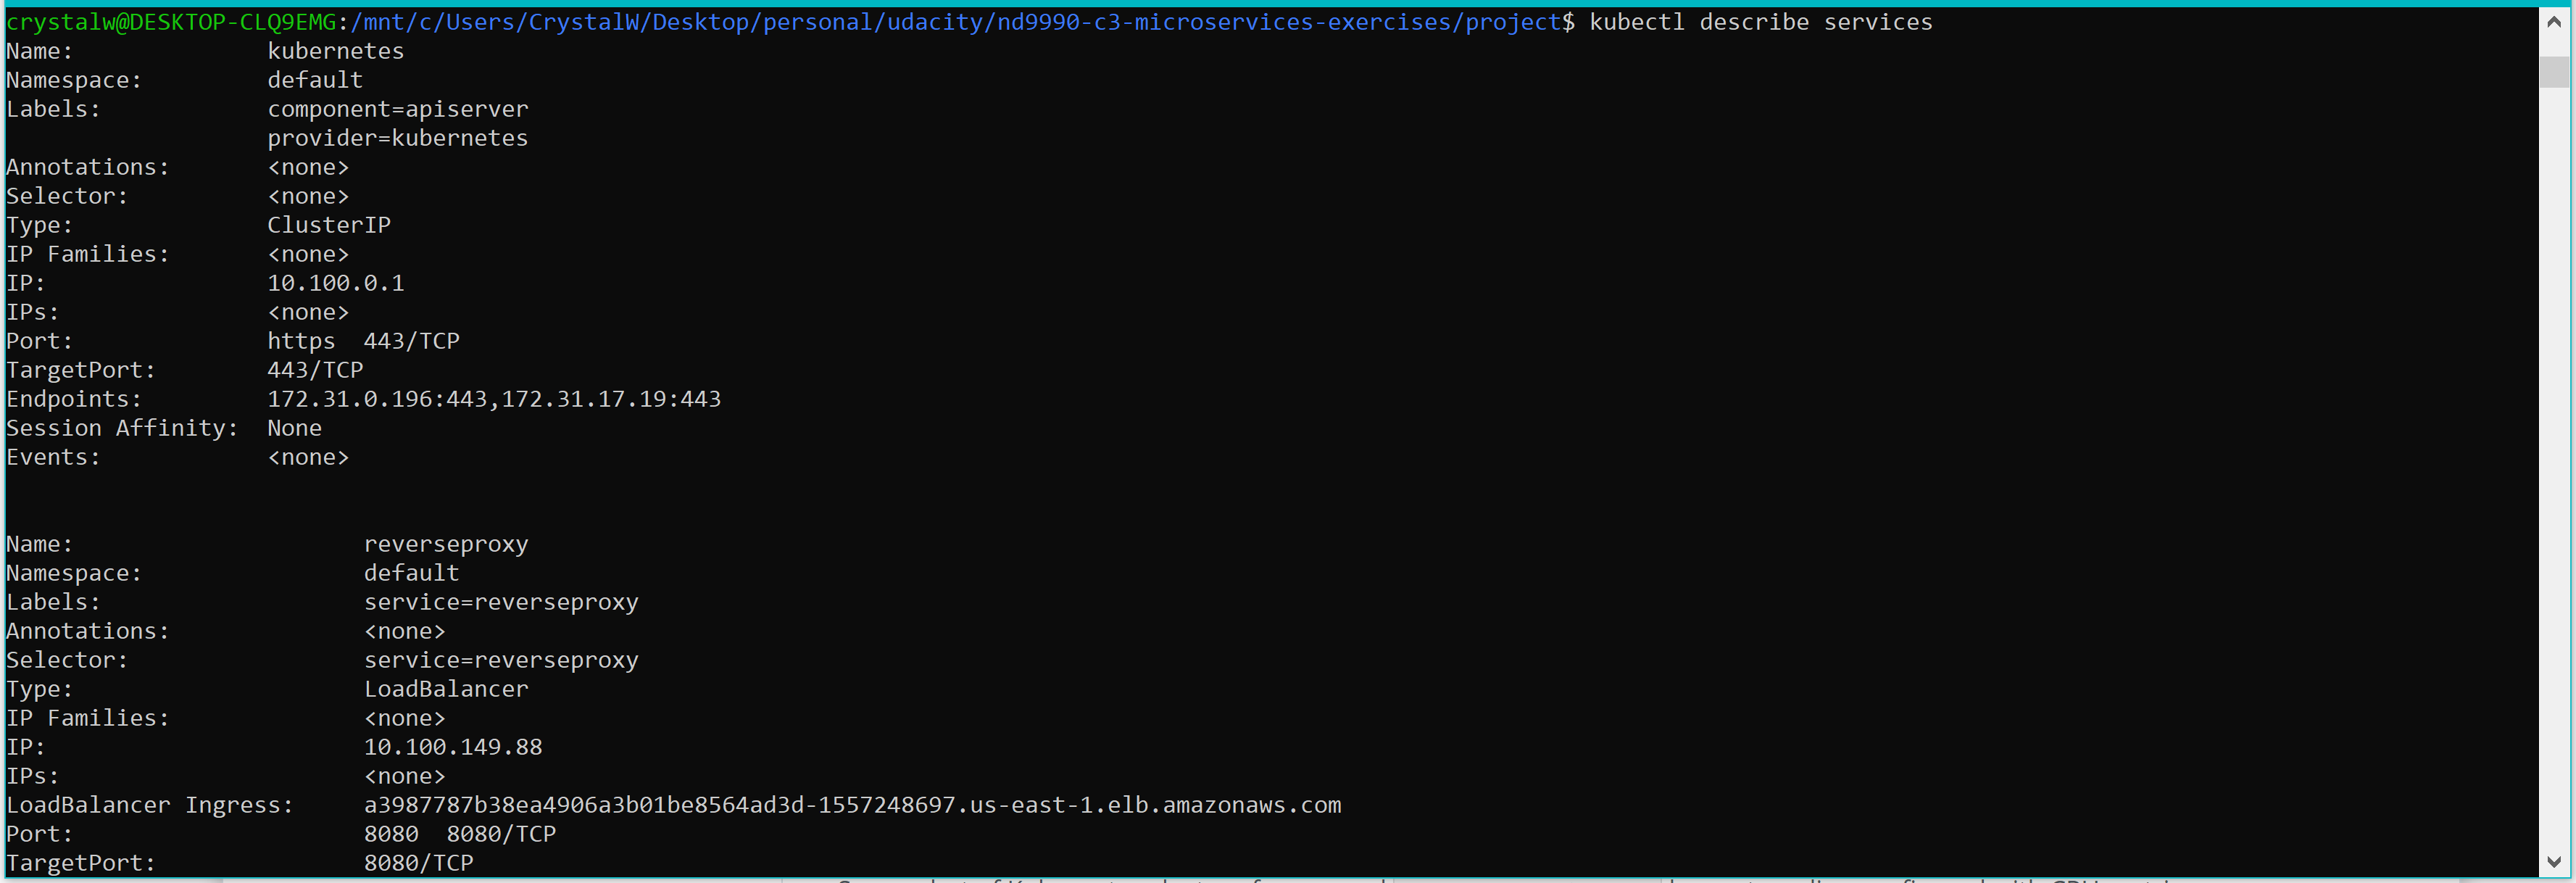 crystalw@DESKTOP-CLQ9EMG:/mnt/c/Users/CrystalW/Desktop/personal/udacity/nd9990-c3-microservices-exercises/project$ kubectl describe services
Name:              kubernetes
Namespace:         default
Labels:            component=apiserver
                   provider=kubernetes
Annotations:       <none>
Selector:          <none>
Type:              ClusterIP
IP Families:       <none>
IP:                10.100.0.1
IPs:               <none>
Port:              https  443/TCP
TargetPort:        443/TCP
Endpoints:         172.31.0.196:443,172.31.17.19:443
Session Affinity:  None
Events:            <none>
Name:                     reverseproxy
Namespace:                default
Labels:                   service=reverseproxy
Annotations:              <none>
Selector:                 service=reverseproxy
Type:                     LoadBalancer
IP Families:              <none>
IP:                       10.100.149.88
IPs:                      <none>
LoadBalancer Ingress:     a3987787b38ea4906a3b01be8564ad3d-1557248697.us-east-1.elb.amazonaws.com
Port:                     8080  8080/TCP
TargetPort:               8080/TCP